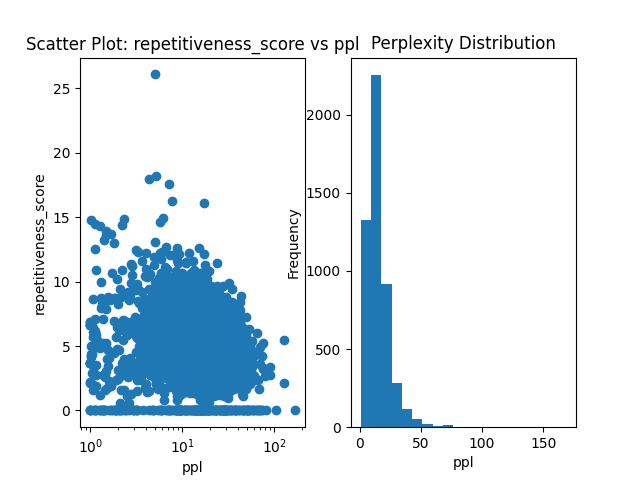 Scatter Plot: repetitiveness_score vs ppl
25
20
15
10
5
0
repetitiveness_score
10⁰ 10¹ 10²
ppl
Perplexity Distribution
2000
1500
1000
500
0
Frequency
0 50 100 150
ppl